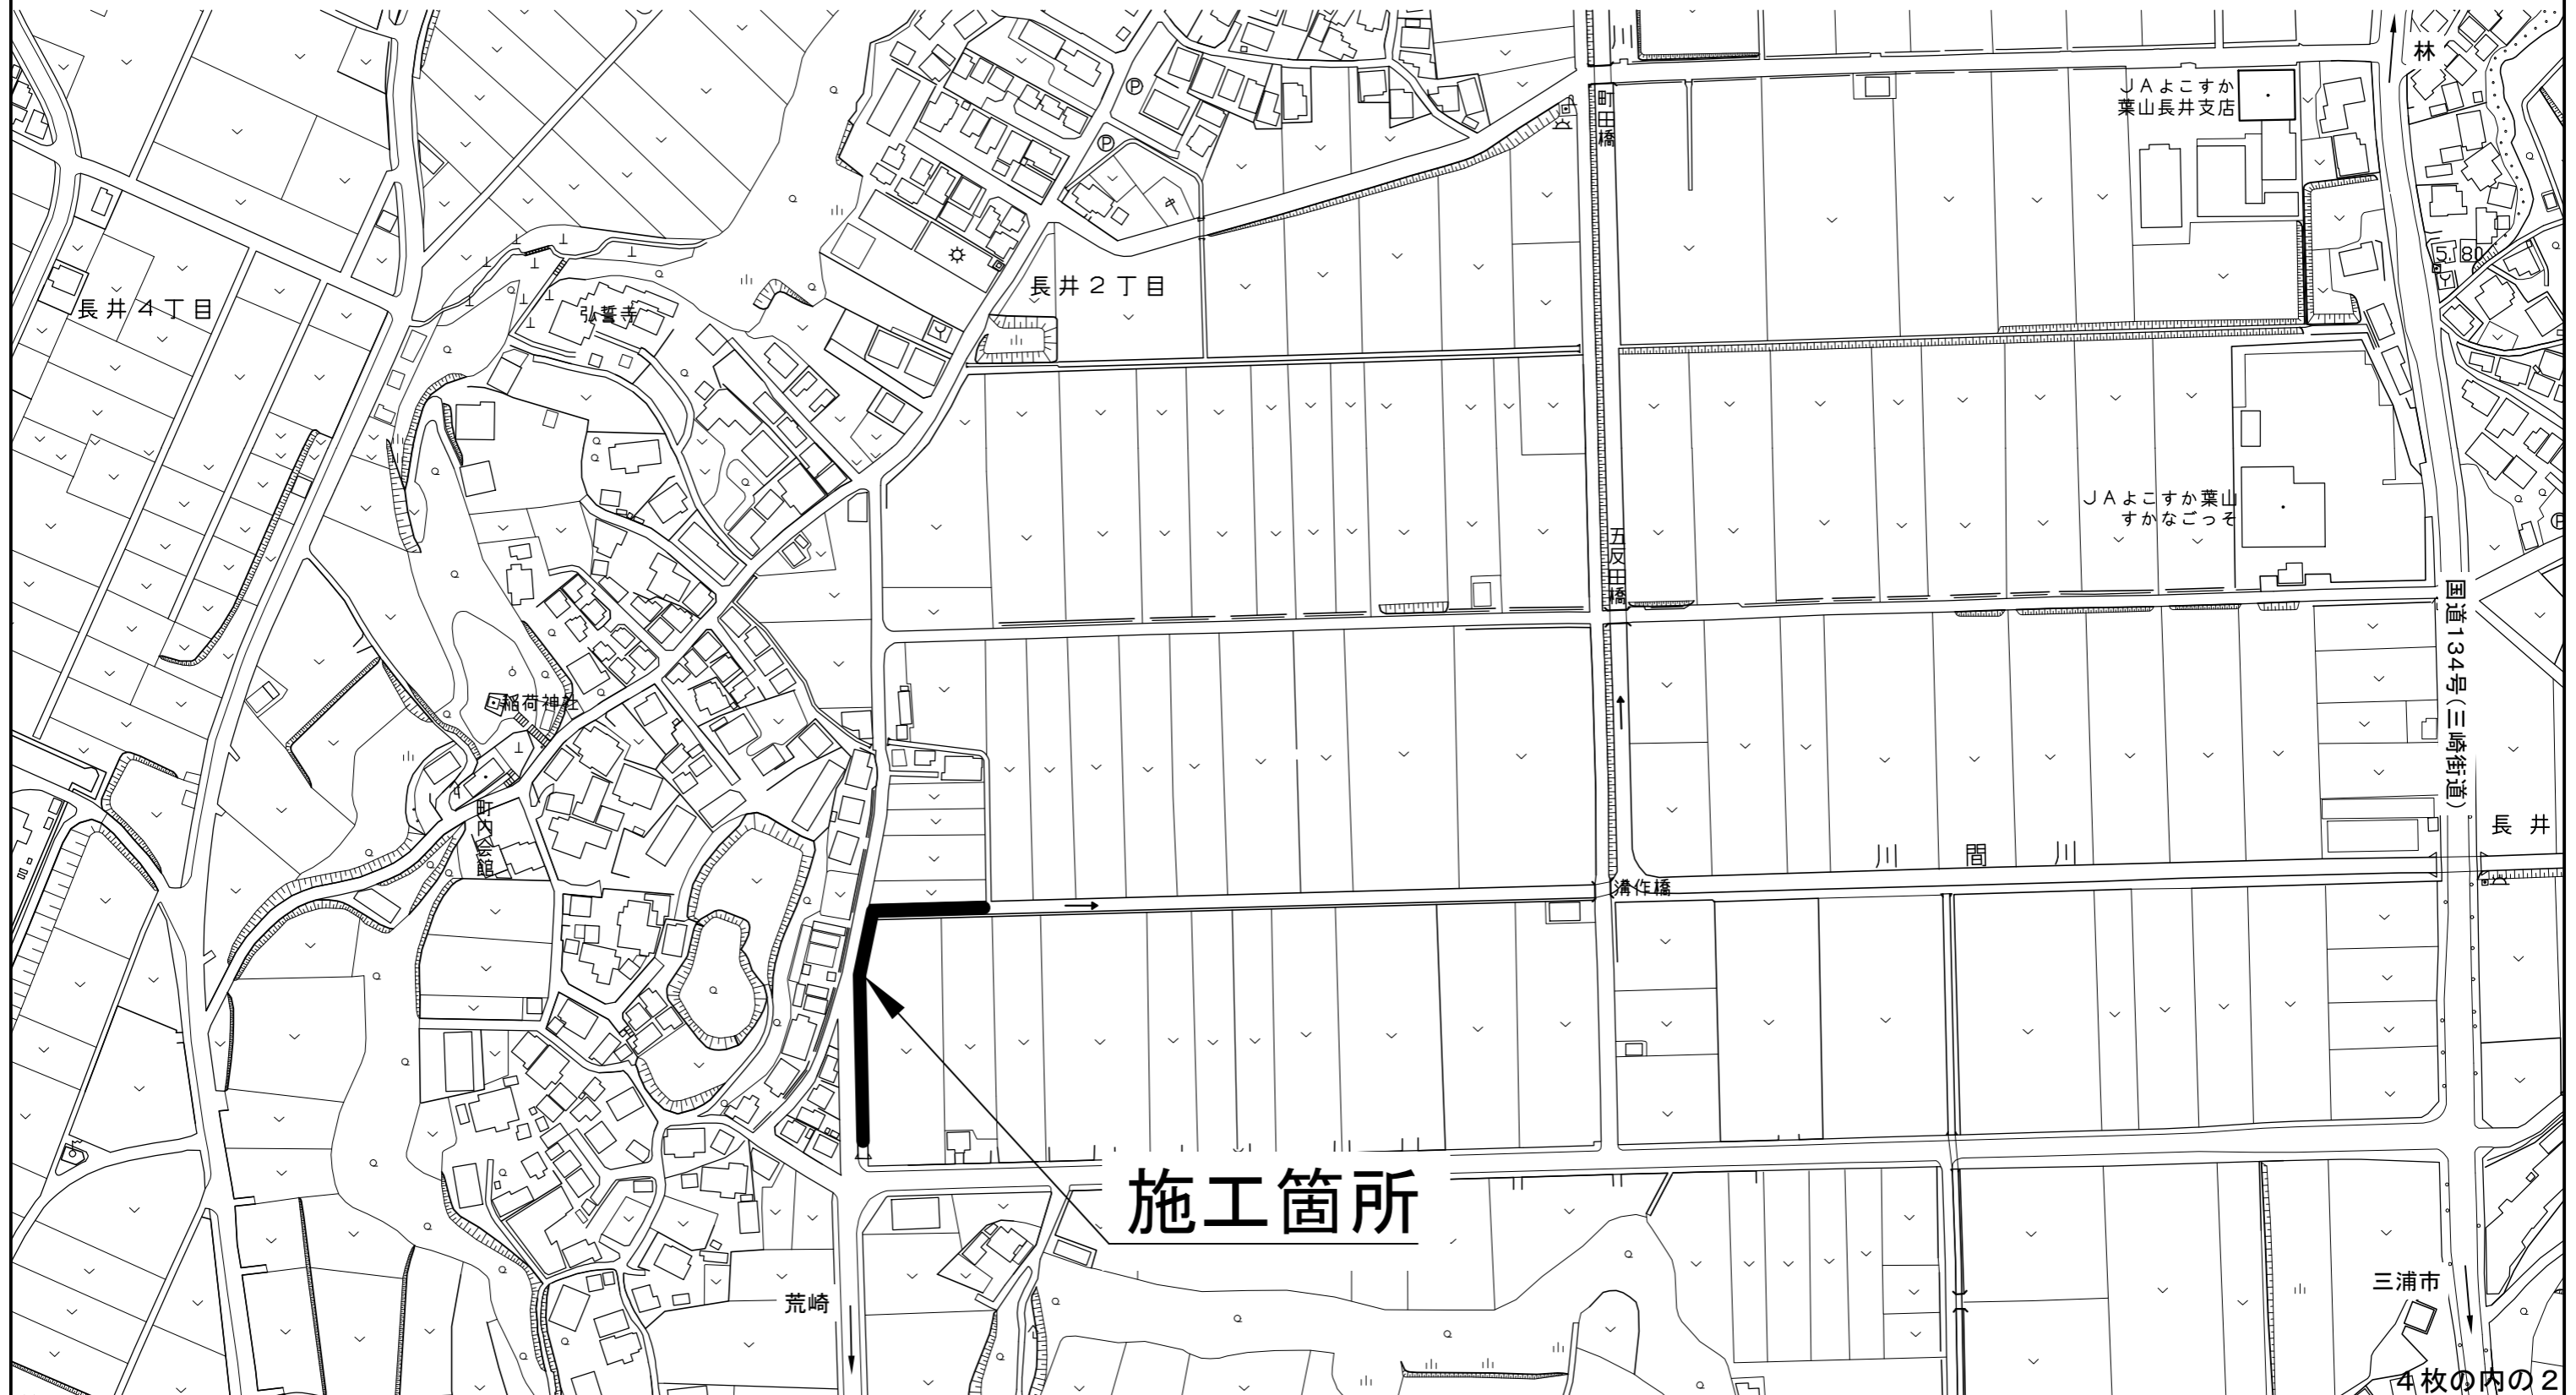 川
林
JAよこすか
葉山長井支店
町田橋
長井4丁目
弘誓寺
長井2丁目
5.80
JAよこすか葉山
すかなごっそ
五反田橋
国道134号(三崎街道)
稲荷神社
町内会館
長井
川間川
溝作橋
施工箇所
荒崎
三浦市
4枚の内の2